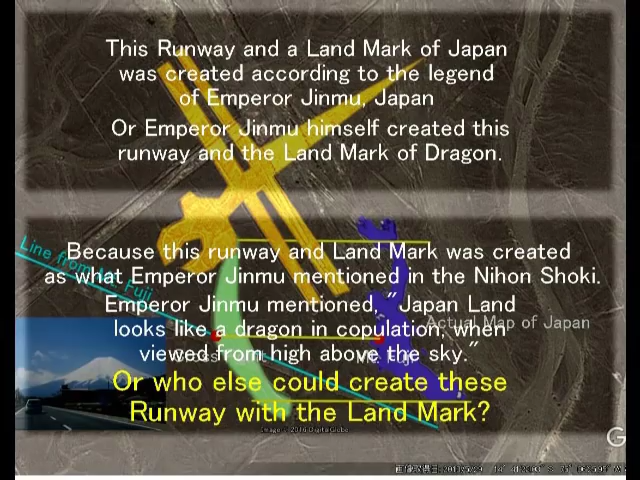 This Runway and a Land Mark of Japan
was created according to the legend
of Emperor Jinmu, Japan
Or Emperor Jinmu himself created this
runway and the Land Mark of Dragon.
Line from Mt. Fuji
Because this runway and Land Mark was created
as what Emperor Jinmu mentioned in the Nihon Shoki.
Emperor Jinmu mentioned, "Japan Land
looks like a dragon in copulation, when
viewed from high above the sky."
Actual Map of Japan
Cross
Mt. Fuji
Or who else could create these
Runway with the Land Mark?
Image © 2016 DigitalGlobe
G